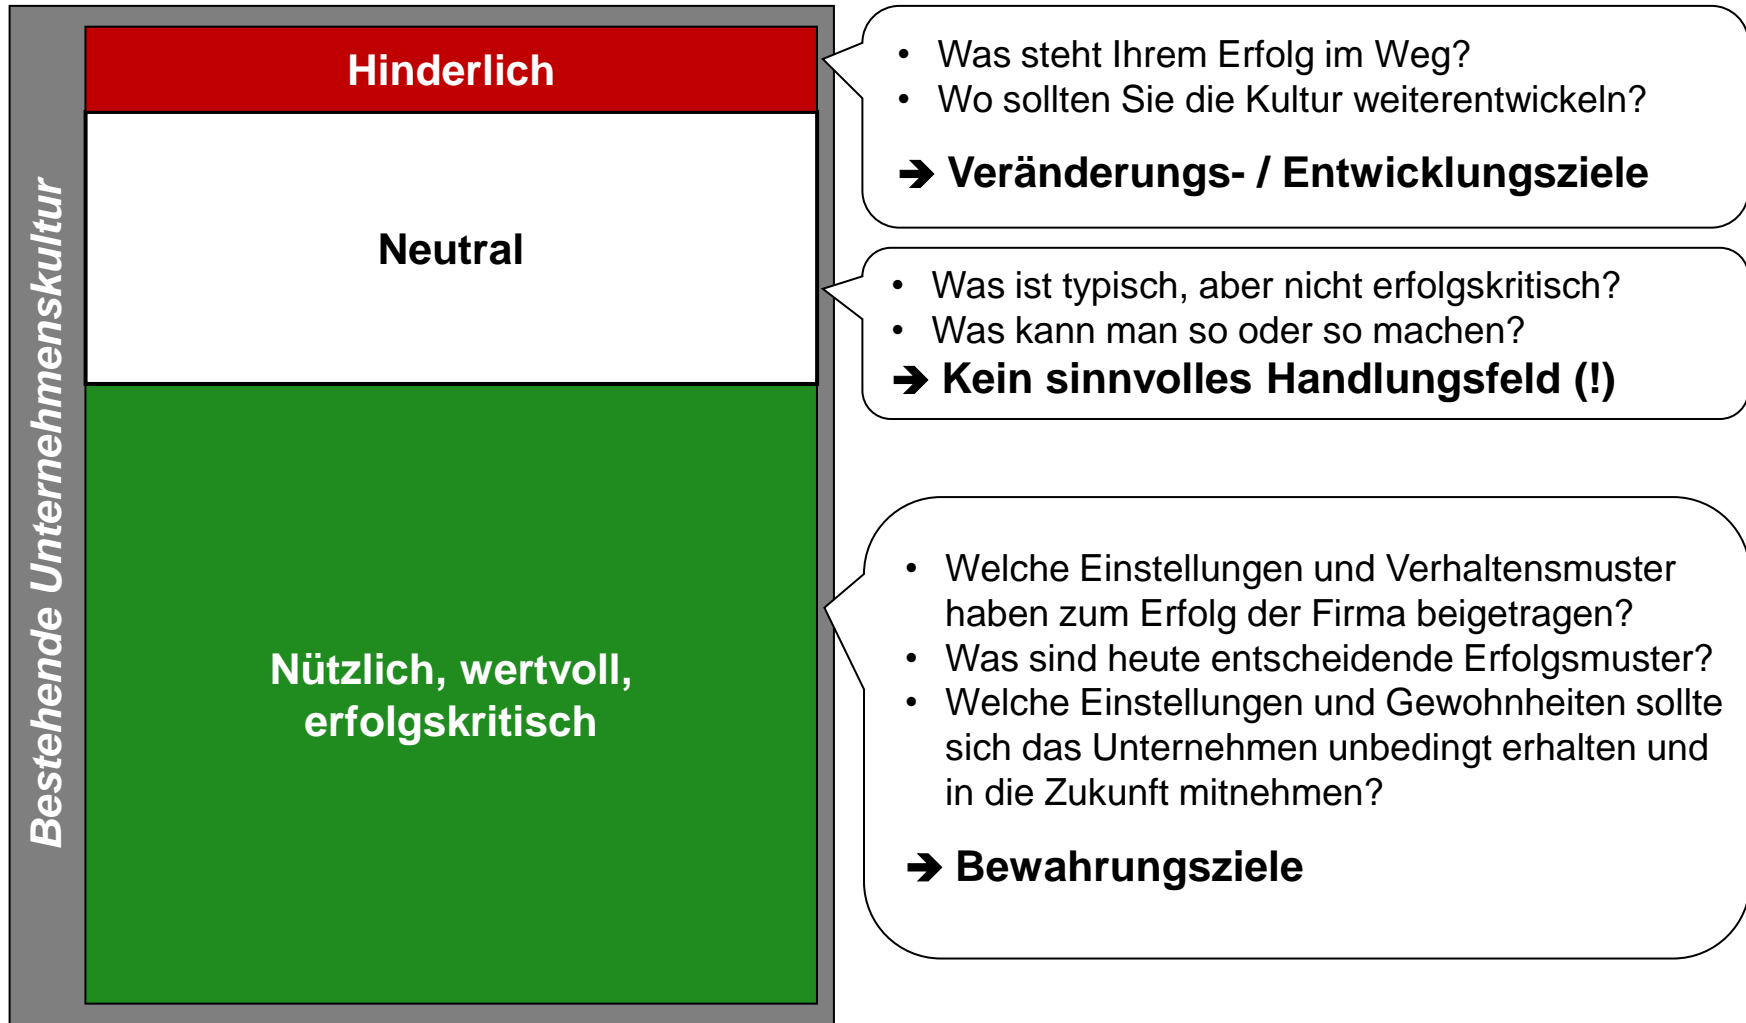 Bestehende Unternehmenskultur
Hinderlich
• Was steht Ihrem Erfolg im Weg?
• Wo sollten Sie die Kultur weiterentwickeln?
➔ Veränderungs- / Entwicklungsziele
Neutral
• Was ist typisch, aber nicht erfolgskritisch?
• Was kann man so oder so machen?
➔ Kein sinnvolles Handlungsfeld (!)
Nützlich, wertvoll,
erfolgskritisch
• Welche Einstellungen und Verhaltensmuster
haben zum Erfolg der Firma beigetragen?
• Was sind heute entscheidende Erfolgsmuster?
• Welche Einstellungen und Gewohnheiten sollte
sich das Unternehmen unbedingt erhalten und
in die Zukunft mitnehmen?
➔ Bewahrungsziele